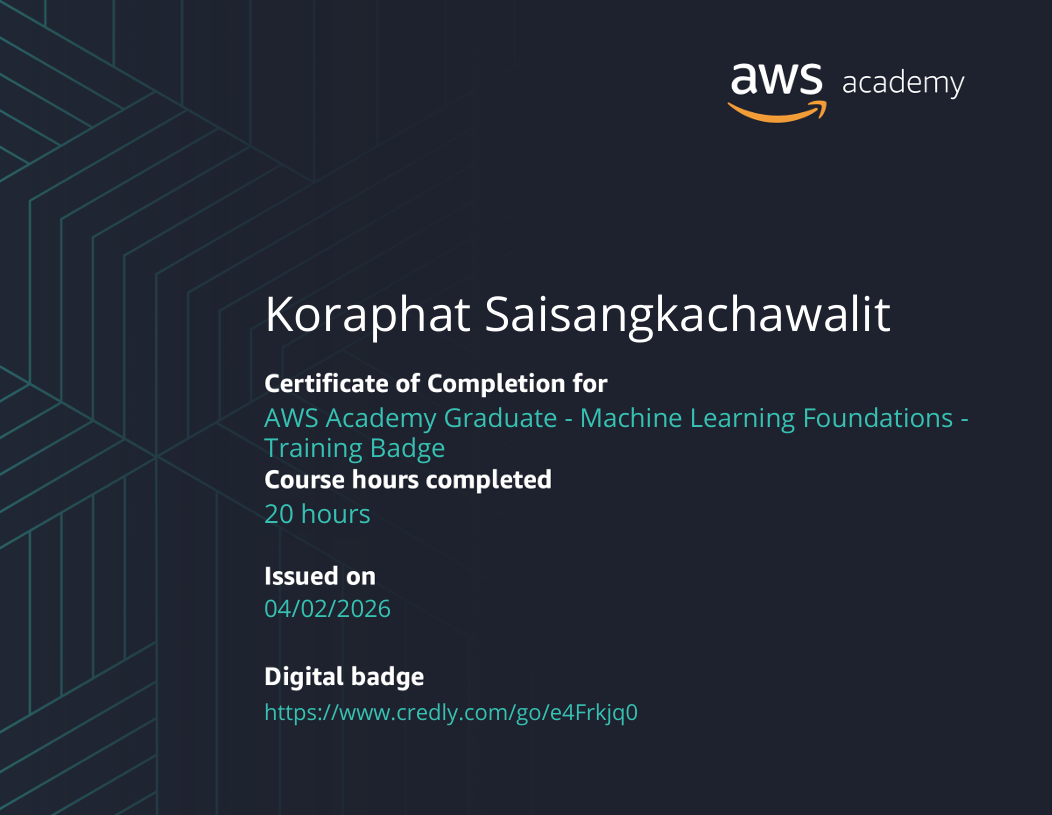 aws academy
Koraphat Saisangkachawalit
Certificate of Completion for
AWS Academy Graduate - Machine Learning Foundations -
Training Badge
Course hours completed
20 hours
Issued on
04/02/2026
Digital badge
https://www.credly.com/go/e4Frkjq0